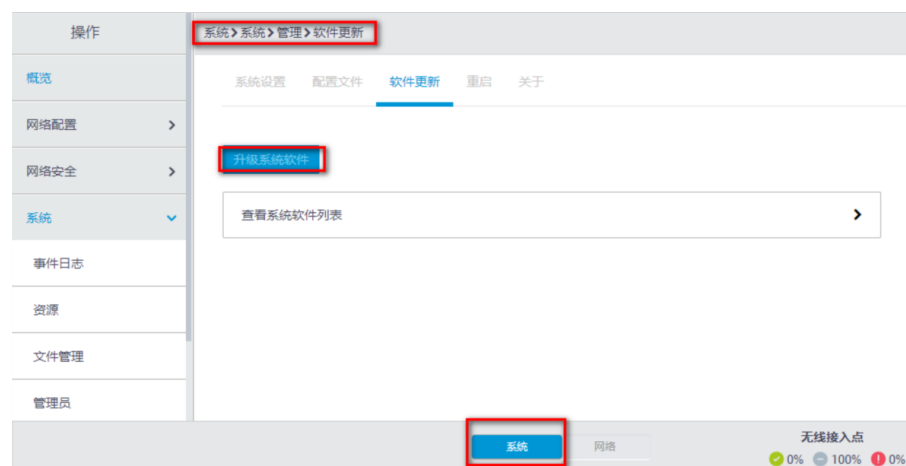 操作
系统>系统>管理>软件更新
概览
系统设置 配置文件 软件更新 重启 关于
网络配置
升级系统软件
网络安全
系统
查看系统软件列表
事件日志
资源
文件管理
管理员
系统 网络
无线接入点
0% 100% 0%